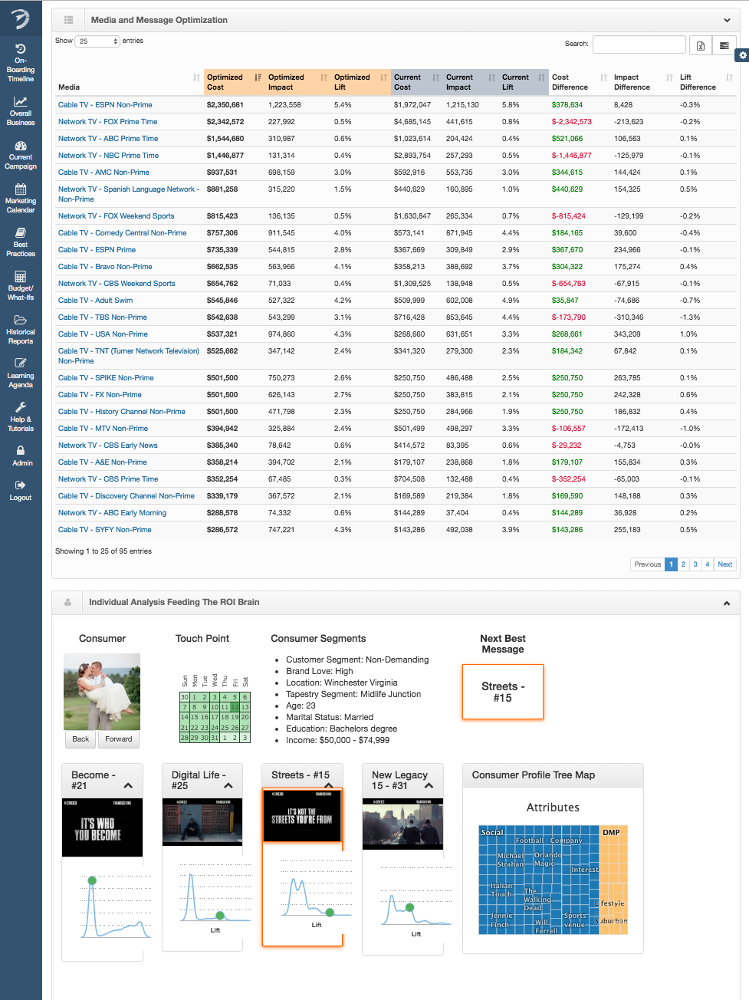 On-
Boarding
Timeline
Overall
Business
Current
Campaign
Marketing
Calendar
Best
Practices
Budget/
What-Ifs
Historical
Reports
Learning
Agenda
Help &
Tutorials
Admin
Logout
Media and Message Optimization
Show 25 entries
Search:
Media Optimized Cost Optimized Impact Optimized Lift Current Cost Current Impact Current Lift Cost Difference Impact Difference Lift Difference
Cable TV - ESPN Non-Prime $2,350,681 1,223,558 5.4% $1,972,047 1,215,130 5.8% $378,634 8,428 -0.3%
Network TV - FOX Prime Time $2,342,572 227,992 0.5% $4,685,145 441,615 0.8% $-2,342,573 -213,623 -0.2%
Network TV - ABC Prime Time $1,544,680 310,987 0.6% $1,023,614 204,424 0.4% $521,066 106,563 0.1%
Network TV - NBC Prime Time $1,446,877 131,314 0.4% $2,893,754 257,293 0.5% $-1,446,877 -125,979 -0.1%
Cable TV - AMC Non-Prime $937,531 698,159 3.0% $592,916 553,735 3.0% $344,615 144,424 0.1%
Network TV - Spanish Language Network - $881,258 315,220 1.5% $440,629 160,895 1.0% $440,629 154,325 0.5%
Non-Prime
Network TV - FOX Weekend Sports $815,423 136,135 0.5% $1,630,847 265,334 0.7% $-815,424 -129,199 -0.2%
Cable TV - Comedy Central Non-Prime $757,306 911,545 4.0% $573,141 871,945 4.4% $184,165 39,600 -0.4%
Cable TV - ESPN Prime $735,339 544,815 2.8% $367,669 309,849 2.9% $367,670 234,966 -0.1%
Cable TV - Bravo Non-Prime $662,535 563,966 4.1% $358,213 388,692 3.7% $304,322 175,274 0.4%
Network TV - CBS Weekend Sports $654,762 71,033 0.4% $1,309,525 138,948 0.5% $-654,763 -67,915 -0.1%
Cable TV - Adult Swim $545,846 527,322 4.2% $509,999 602,008 4.9% $35,847 -74,686 -0.7%
Cable TV - TBS Non-Prime $542,638 543,299 3.1% $716,428 853,645 4.4% $-173,790 -310,346 -1.3%
Cable TV - USA Non-Prime $537,321 974,860 4.3% $268,660 631,651 3.3% $268,661 343,209 1.0%
Cable TV - TNT (Turner Network Television) $525,662 347,142 2.4% $341,320 279,300 2.3% $184,342 67,842 0.1%
Non-Prime
Cable TV - SPIKE Non-Prime $501,500 750,273 2.6% $250,750 486,488 2.5% $250,750 263,785 0.1%
Cable TV - FX Non-Prime $501,500 626,143 2.7% $250,750 383,815 2.1% $250,750 242,328 0.6%
Cable TV - History Channel Non-Prime $501,500 471,798 2.3% $250,750 284,966 1.9% $250,750 186,832 0.4%
Cable TV - MTV Non-Prime $394,942 325,884 2.4% $501,499 498,297 3.3% $-106,557 -172,413 -1.0%
Network TV - CBS Early News $385,340 78,642 0.6% $414,572 83,395 0.6% $-29,232 -4,753 -0.0%
Cable TV - A&E Non-Prime $358,214 394,702 2.1% $179,107 238,868 1.8% $179,107 155,834 0.3%
Network TV - CBS Prime Time $352,254 67,485 0.3% $704,508 132,488 0.4% $-352,254 -65,003 -0.1%
Cable TV - Discovery Channel Non-Prime $339,179 367,572 2.1% $169,589 219,384 1.8% $169,590 148,188 0.3%
Network TV - ABC Early Morning $288,578 74,332 0.6% $144,289 37,404 0.4% $144,289 36,928 0.2%
Cable TV - SYFY Non-Prime $286,572 747,221 4.3% $143,286 492,038 3.9% $143,286 255,183 0.5%
Showing 1 to 25 of 95 entries
Previous 1 2 3 4 Next
Individual Analysis Feeding The ROI Brain
Consumer
Back Forward
Touch Point
Sun Mon Tue Wed Thu Fri Sat
30 1 2 3 4 5 6
7 8 9 10 11 12 13
14 15 16 17 18 19 20
21 22 23 24 25 26 27
28 29 30 31 1 2 3
Consumer Segments
• Customer Segment: Non-Demanding
• Brand Love: High
• Location: Winchester Virginia
• Tapestry Segment: Midlife Junction
• Age: 23
• Marital Status: Married
• Education: Bachelors degree
• Income: $50,000 - $74,999
Next Best
Message
Streets -
#15
Become -
#21
IT'S WHO
YOU BECOME
Digital Life -
#25
#CREED THANKSGIVING
Lift
Streets - #15
#CREED THANKSGIVING
IT'S NOT THE
STREETS YOU'RE FROM
Lift
New Legacy
15 - #31
#CREED THANKSGIVING
Lift
Consumer Profile Tree Map
Attributes
Social
DMP
Football
Company
Michael
Strahan
Orlando
Magic
Interest
Italian
Touch
The
Walking
Dead
Lifestyle
Jennie
Finch
Will
Ferrell
Sports
venue
Suburban